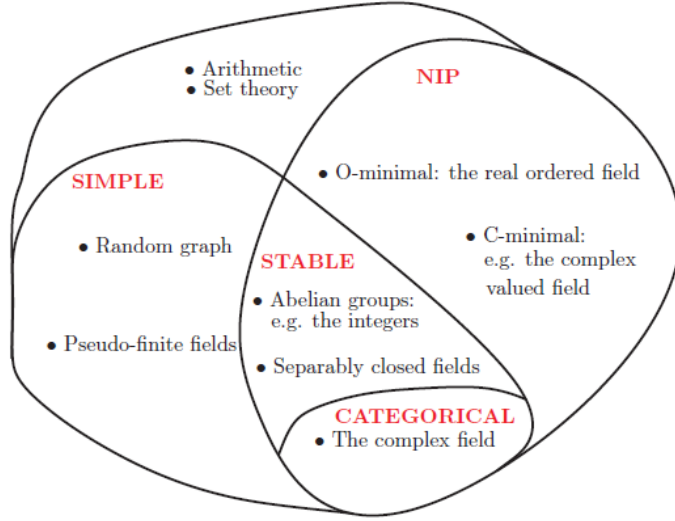 • Arithmetic
• Set theory
NIP
• O-minimal: the real ordered field
SIMPLE
• Random graph
• C-minimal:
e.g. the complex
valued field
STABLE
• Abelian groups:
e.g. the integers
• Pseudo-finite fields
• Separably closed fields
CATEGORICAL
• The complex field